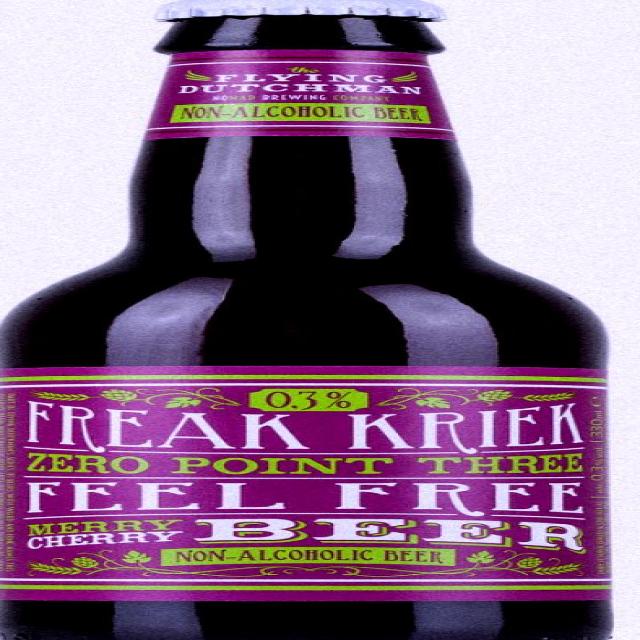 the
FLYING
DUTCHMAN
NOMAD BREWING COMPANY
NON-ALCOHOLIC BEER
0.3%
FREAK KRIEK
ZERO POINT THREE
FEEL FREE
MERRY CHERRY BEER
NON-ALCOHOLIC BEER